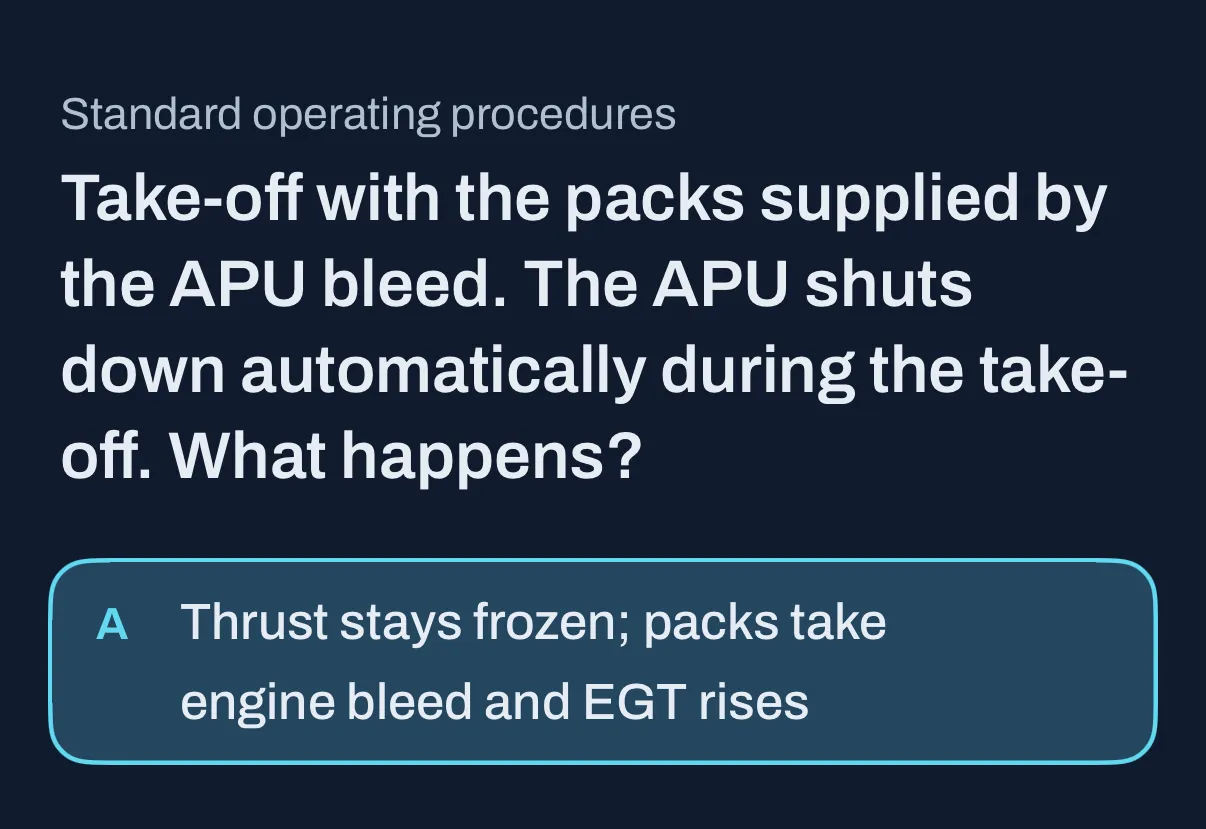 Standard operating procedures
Take-off with the packs supplied by
the APU bleed. The APU shuts
down automatically during the take-
off. What happens?
A Thrust stays frozen; packs take
engine bleed and EGT rises